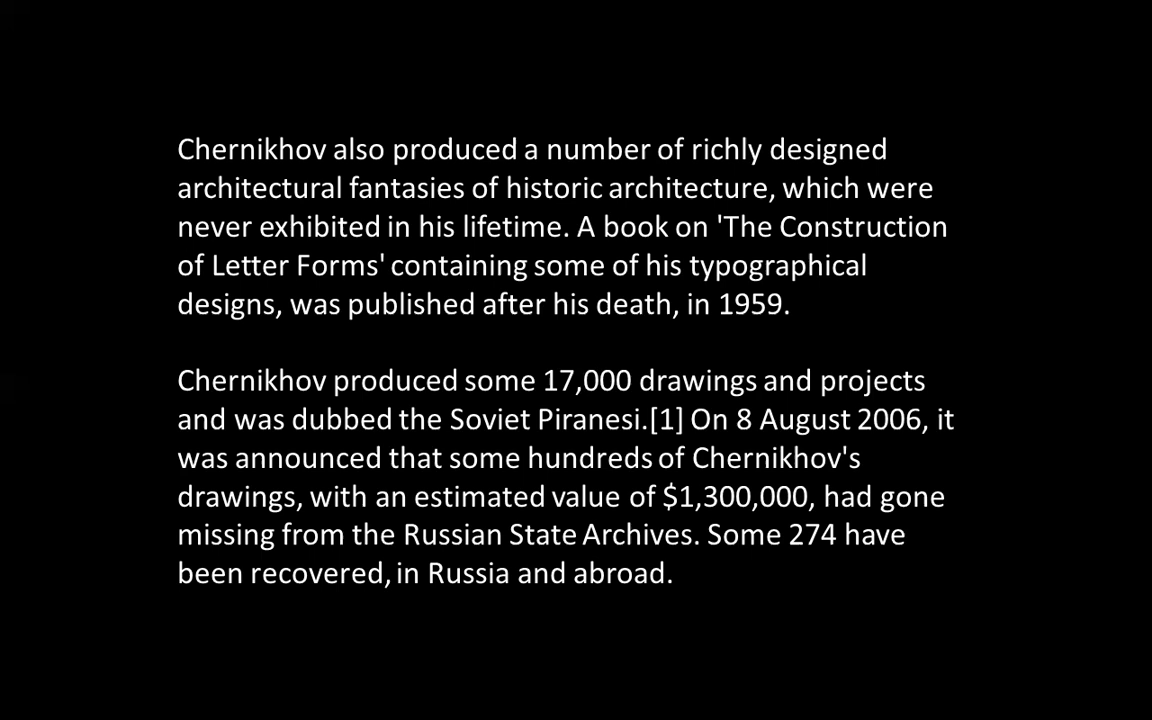 Chernikhov also produced a number of richly designed
architectural fantasies of historic architecture, which were
never exhibited in his lifetime. A book on 'The Construction
of Letter Forms' containing some of his typographical
designs, was published after his death, in 1959.
Chernikhov produced some 17,000 drawings and projects
and was dubbed the Soviet Piranesi.[1] On 8 August 2006, it
was announced that some hundreds of Chernikhov's
drawings, with an estimated value of $1,300,000, had gone
missing from the Russian State Archives. Some 274 have
been recovered, in Russia and abroad.